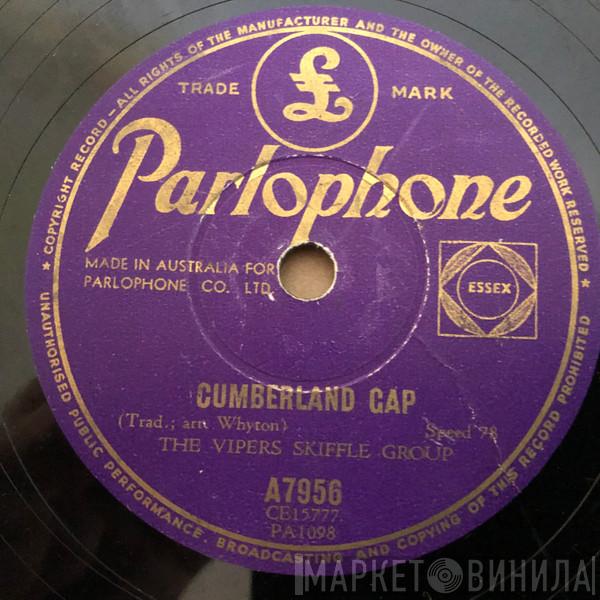 ★ COPYRIGHT RECORD — ALL RIGHTS OF THE MANUFACTURER AND THE OWNER OF THE RECORDED WORK RESERVED ★
UNAUTHORISED PUBLIC PERFORMANCE, BROADCASTING AND COPYING OF THIS RECORD PROHIBITED
TRADE £ MARK
Parlophone
MADE IN AUSTRALIA FOR
PARLOPHONE CO. LTD.
ESSEX
CUMBERLAND GAP
(Trad.; arr. Whyton) Speed 78
THE VIPERS SKIFFLE GROUP
A7956
CE15777.
PA1098
МАРКЕТ ВИНИЛА